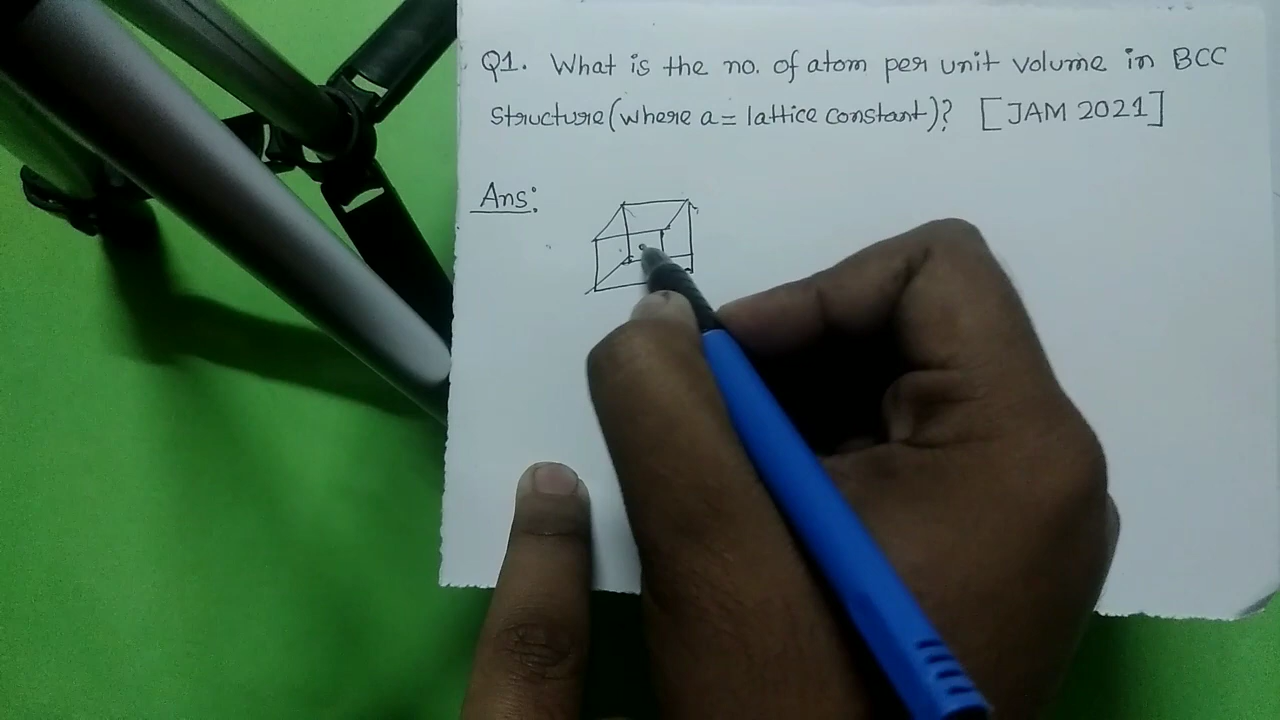 Q1. What is the no. of atom per unit volume in BCC
Structure (where a = lattice constant)? [JAM 2021]
Ans: